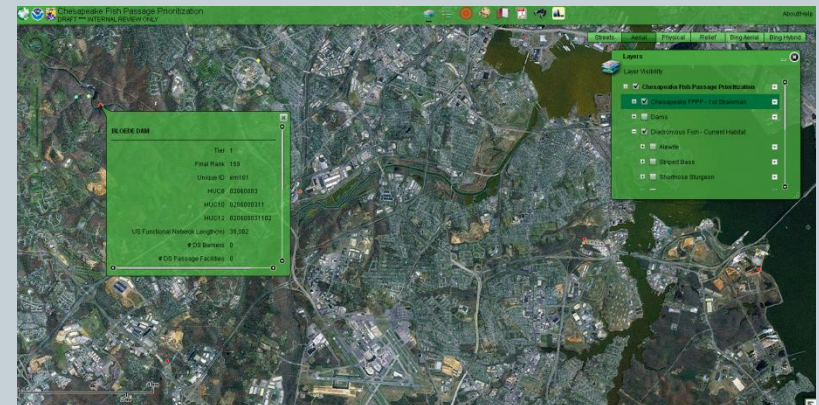 Chesapeake Fish Passage Prioritization
DRAFT *** INTERNAL REVIEW ONLY
About Help
Streets Aerial Physical Relief Bing Aerial Bing Hybrid
Layers
Layer Visibility
Chesapeake Fish Passage Prioritization
Chesapeake FPPP -
Dams
Diadromous Fish - Current Habitat
Alewife
Striped Bass
Shortnose Sturgeon
BLOEDE DAM
Tier 1
Final Rank 158
Unique ID
HUC8 02060003
HUC10 0206000311
HUC12 020600031102
US Functional Network Length(m)
# DS Barriers 0
# DS Passage Facilities 0